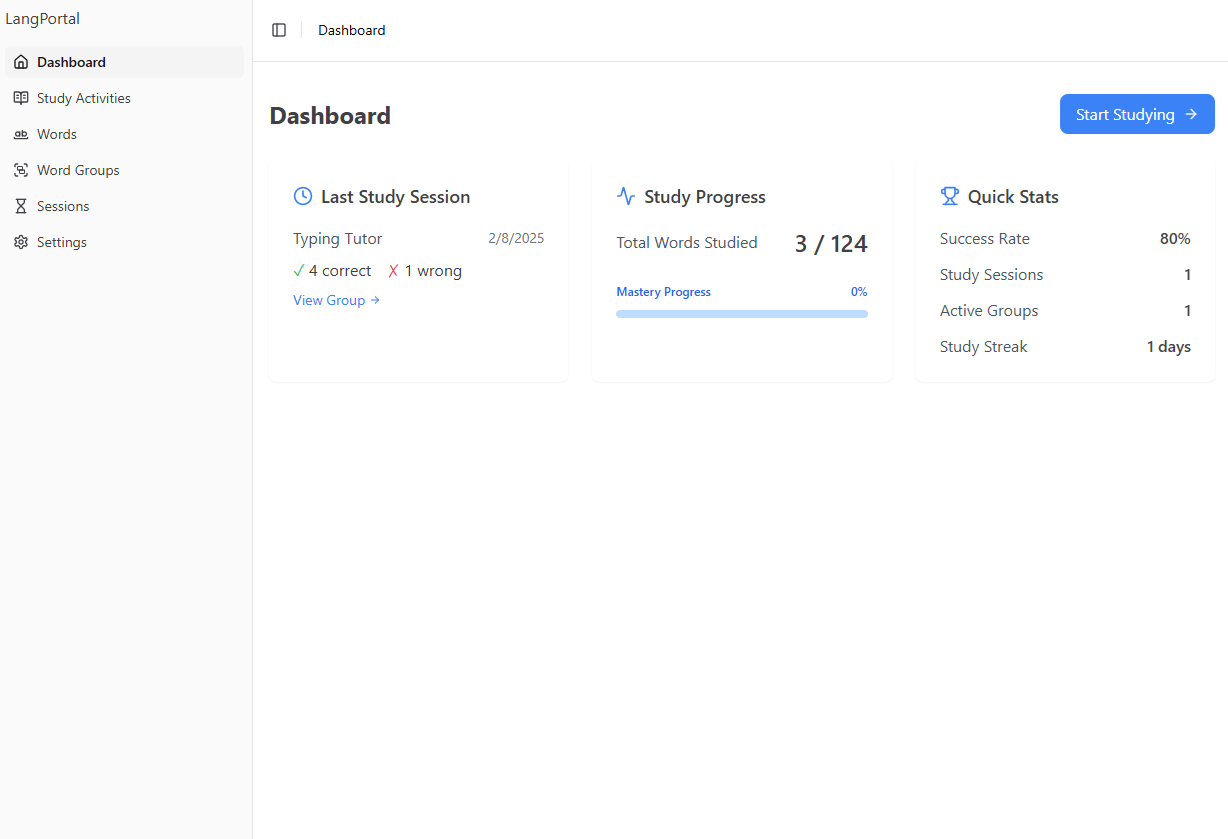 LangPortal
Dashboard
Study Activities
Words
Word Groups
Sessions
Settings
Dashboard
Dashboard
Start Studying →
Last Study Session
Typing Tutor 2/8/2025
✓ 4 correct ✗ 1 wrong
View Group →
Study Progress
Total Words Studied 3 / 124
Mastery Progress 0%
Quick Stats
Success Rate 80%
Study Sessions 1
Active Groups 1
Study Streak 1 days